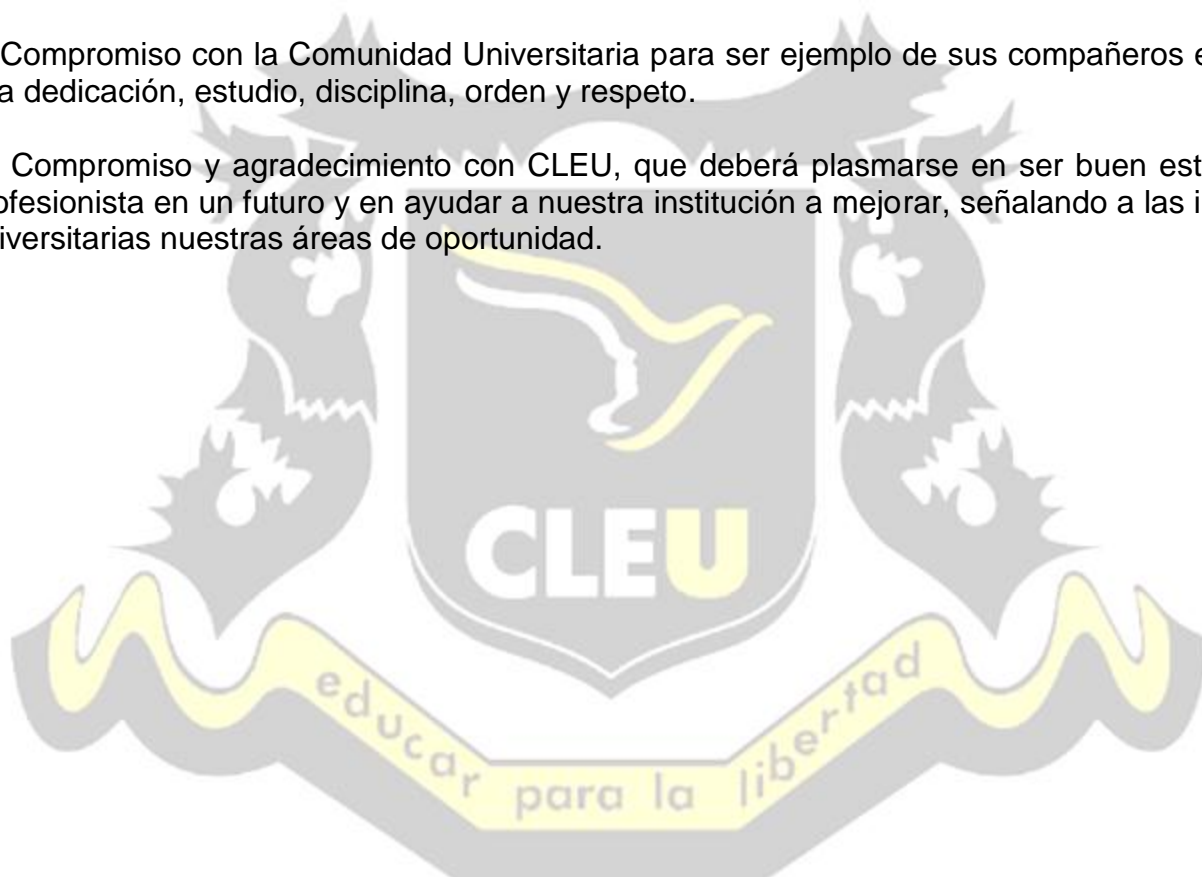 Compromiso con la Comunidad Universitaria para ser ejemplo de sus compañeros e
a dedicación, estudio, disciplina, orden y respeto.
Compromiso y agradecimiento con CLEU, que deberá plasmarse en ser buen est
ofesionista en un futuro y en ayudar a nuestra institución a mejorar, señalando a las i
iversitarias nuestras áreas de oportunidad.
CLEU
educar para la libertad